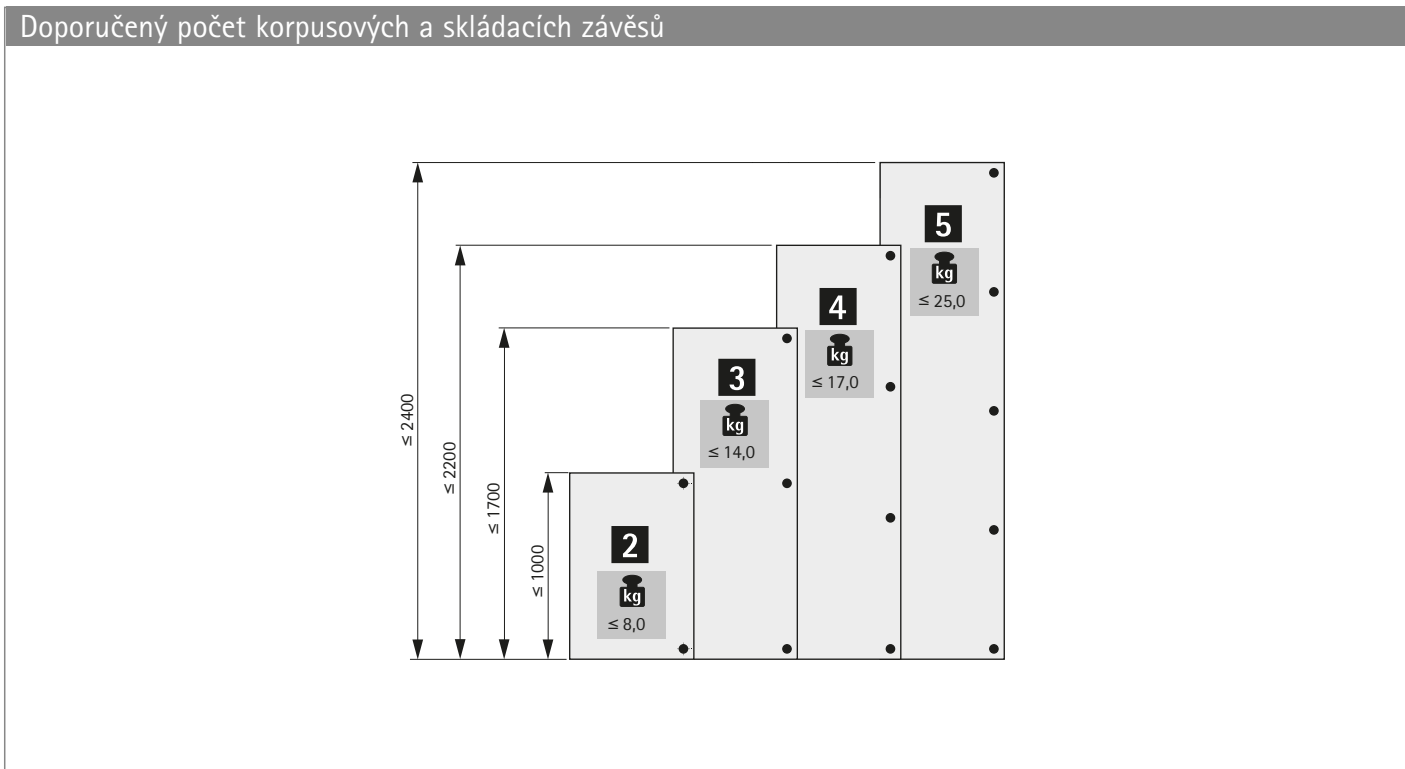 Doporučený počet korpusových a skládacích závěsů
5
kg
≤ 25,0
4
kg
≤ 17,0
3
kg
≤ 14,0
2
kg
≤ 8,0
≤ 2400
≤ 2200
≤ 1700
≤ 1000